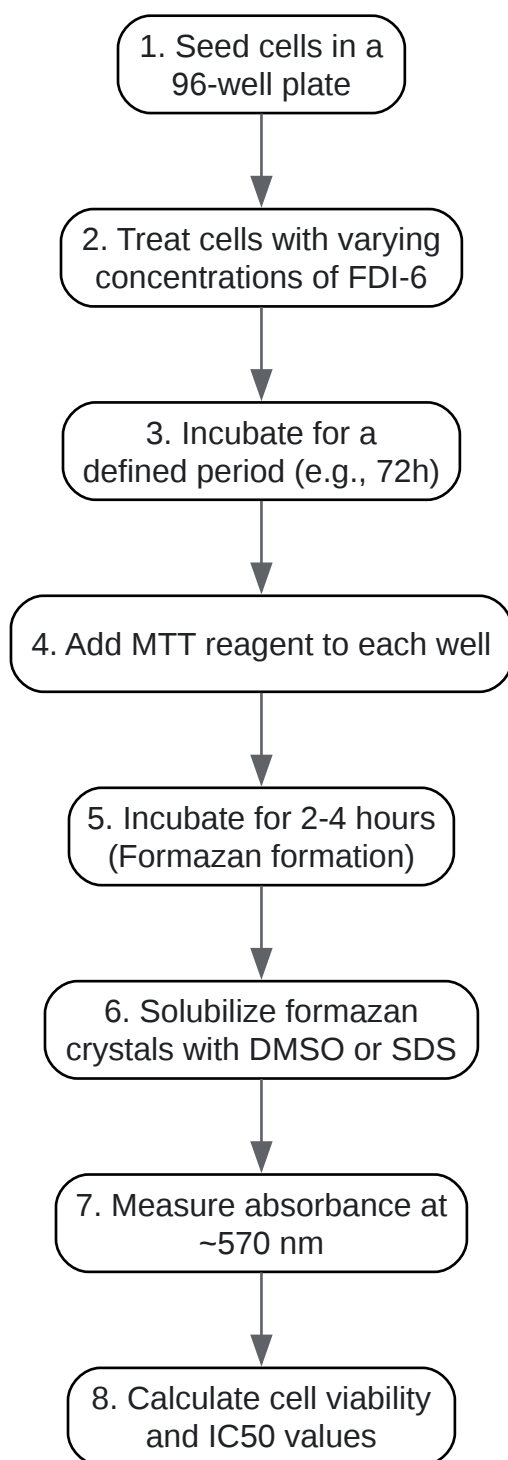 1. Seed cells in a
96-well plate
2. Treat cells with varying
concentrations of FDI-6
3. Incubate for a
defined period (e.g., 72h)
4. Add MTT reagent to each well
5. Incubate for 2-4 hours
(Formazan formation)
6. Solubilize formazan
crystals with DMSO or SDS
7. Measure absorbance at
~570 nm
8. Calculate cell viability
and IC50 values